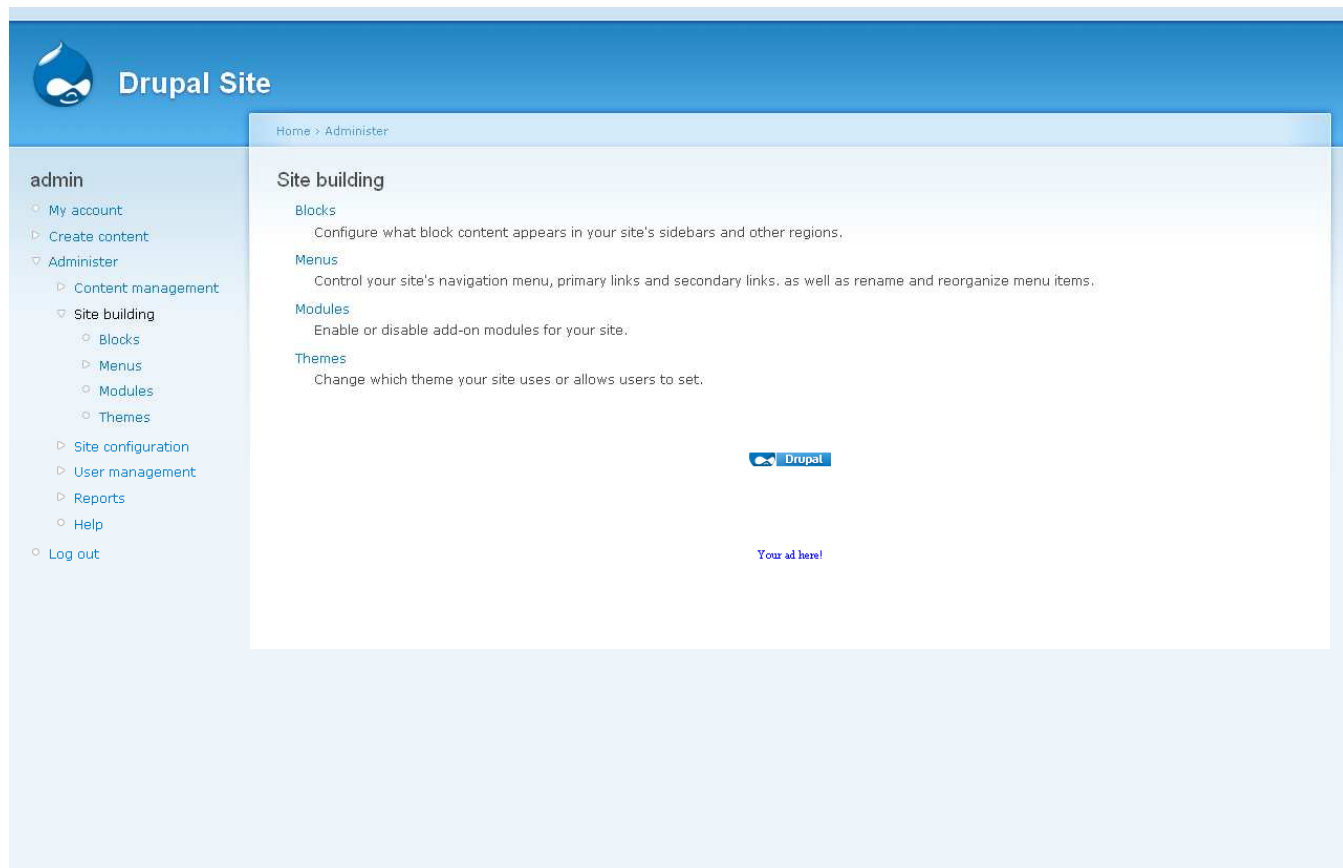 Drupal Site
Home › Administer
admin
My account
Create content
Administer
Content management
Site building
Blocks
Menus
Modules
Themes
Site configuration
User management
Reports
Help
Log out
Site building
Blocks
Configure what block content appears in your site's sidebars and other regions.
Menus
Control your site's navigation menu, primary links and secondary links. as well as rename and reorganize menu items.
Modules
Enable or disable add-on modules for your site.
Themes
Change which theme your site uses or allows users to set.
Drupal
Your ad here!